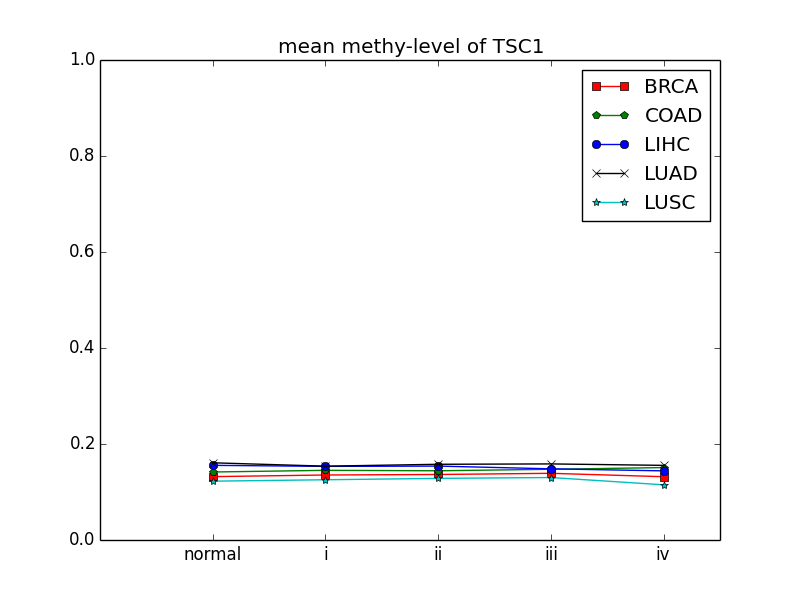 mean methy-level of TSC1
1.0
0.8
0.6
0.4
0.2
0.0
BRCA
COAD
LIHC
LUAD
LUSC
normal i ii iii iv